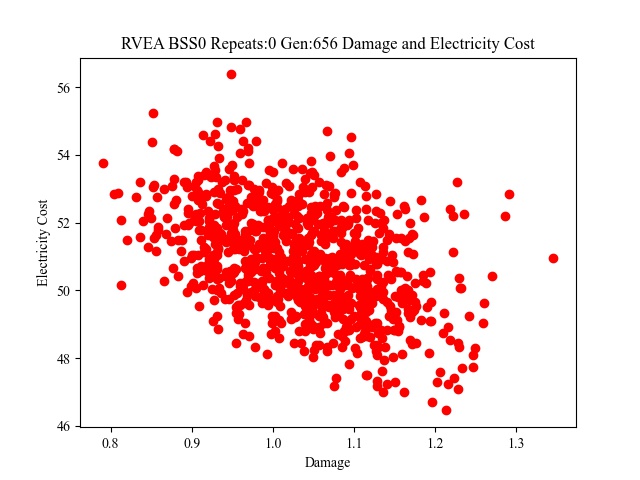 RVEA BSS0 Repeats:0 Gen:656 Damage and Electricity Cost
56
54
52
50
48
46
Electricity Cost
0.8 0.9 1.0 1.1 1.2 1.3
Damage